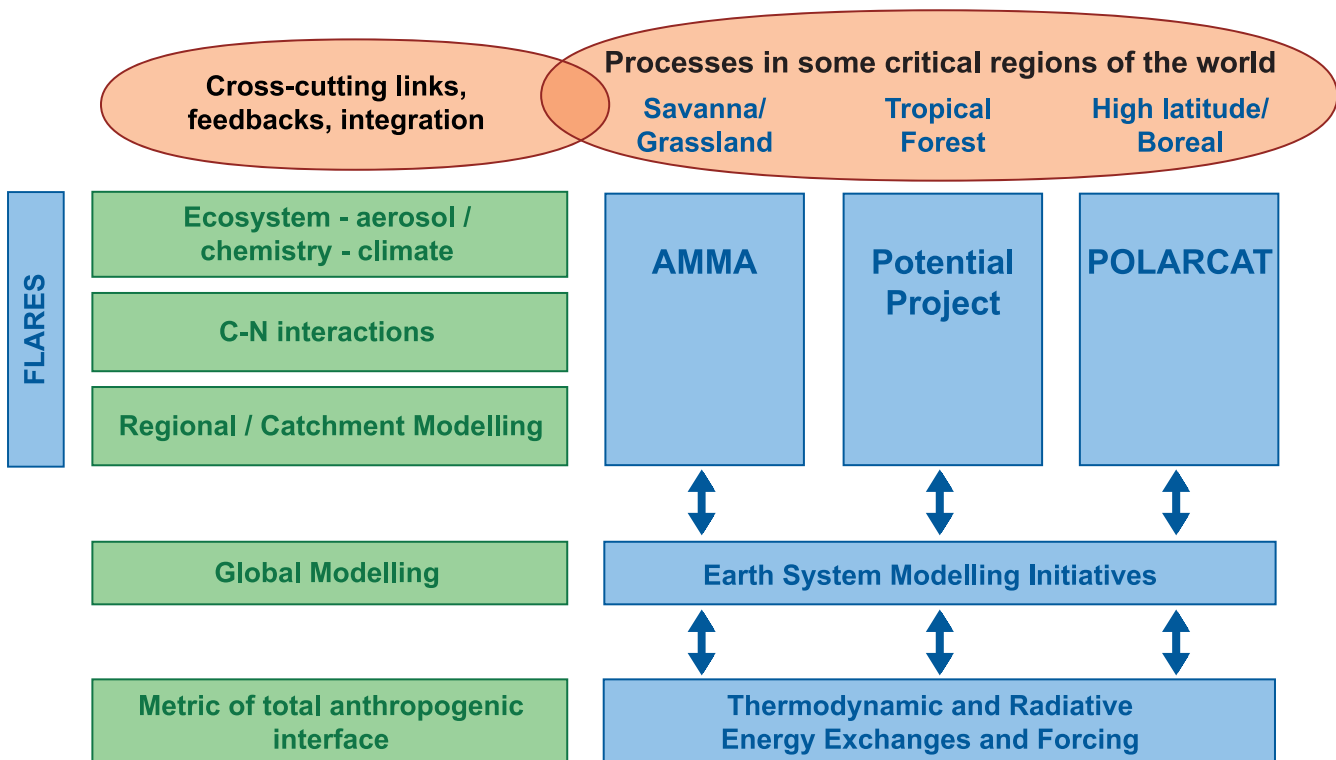 Cross-cutting links,
feedbacks, integration
Processes in some critical regions of the world
Savanna/
Grassland
Tropical
Forest
High latitude/
Boreal
FLARES
Ecosystem - aerosol /
chemistry - climate
C-N interactions
Regional / Catchment Modelling
AMMA
Potential
Project
POLARCAT
Global Modelling
Earth System Modelling Initiatives
Metric of total anthropogenic
interface
Thermodynamic and Radiative
Energy Exchanges and Forcing